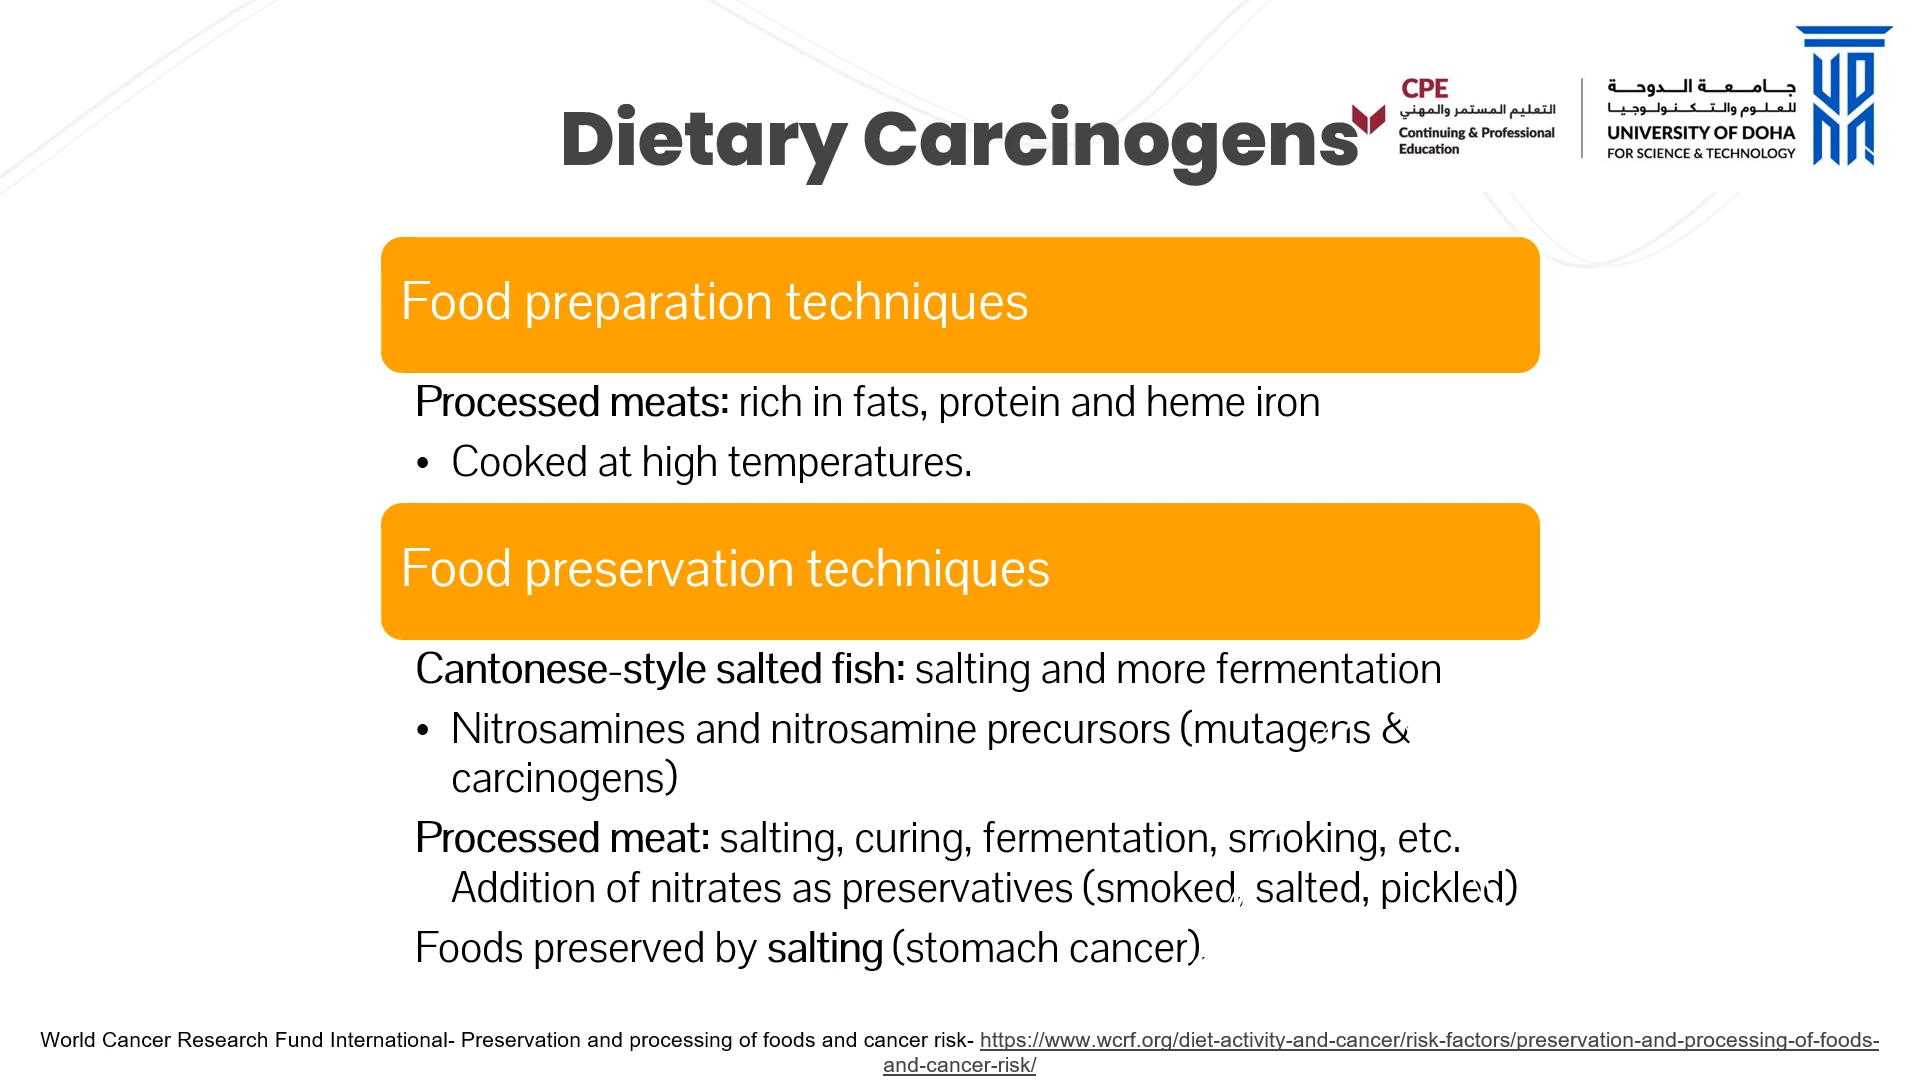 Dietary Carcinogens
CPE
التعليم المستمر والمهني
Continuing & Professional
Education
جامعة الدوحة
للعلوم والتكنولوجيا
UNIVERSITY OF DOHA
FOR SCIENCE & TECHNOLOGY
Food preparation techniques
Processed meats: rich in fats, protein and heme iron
• Cooked at high temperatures.
Food preservation techniques
Cantonese-style salted fish: salting and more fermentation
• Nitrosamines and nitrosamine precursors (mutagens &
carcinogens)
Processed meat: salting, curing, fermentation, smoking, etc.
Addition of nitrates as preservatives (smoked, salted, pickled)
Foods preserved by salting (stomach cancer).
World Cancer Research Fund International- Preservation and processing of foods and cancer risk- https://www.wcrf.org/diet-activity-and-cancer/risk-factors/preservation-and-processing-of-foods-
and-cancer-risk/